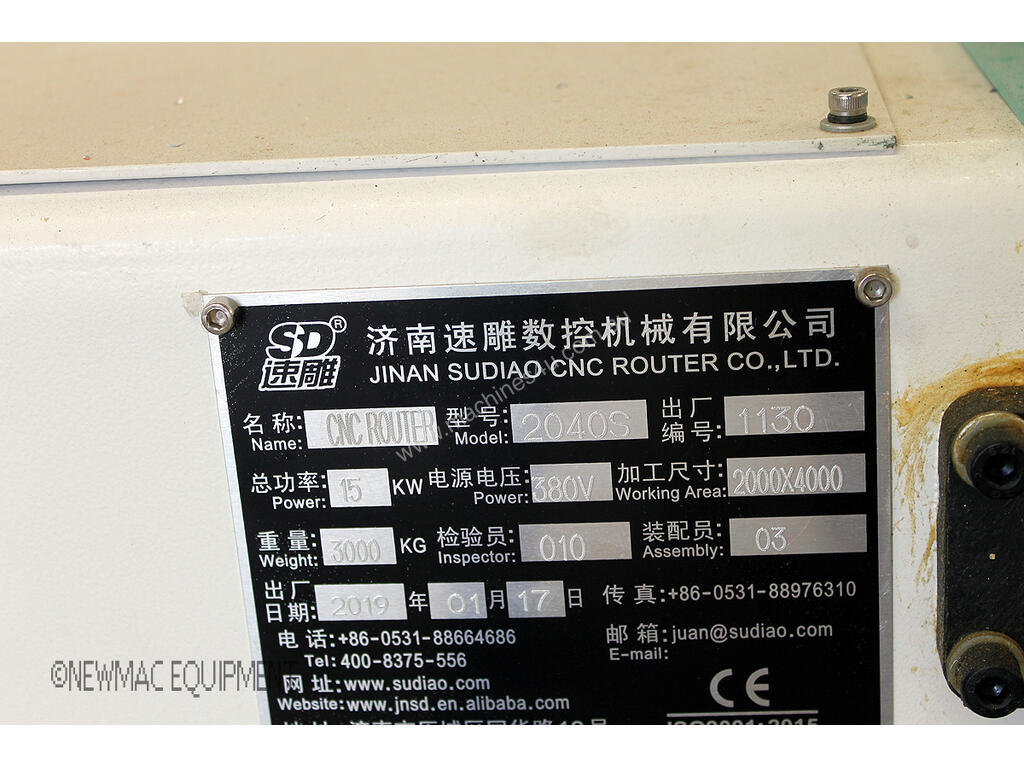 SD®
速雕
济南速雕数控机械有限公司
JINAN SUDIAO CNC ROUTER CO.,LTD.
名 称: CNC ROUTER 型 号: 2040S 出 厂 编 号: 1130
Name: Model:
总功率: 15 KW 电源电压: 380V 加工尺寸: 2000X4000
Power: Power: Working Area:
重 量: 3000 KG 检验员: 010 装配员: 03
Weight: Inspector: Assembly:
出 厂 日 期: 2019 年 01 月 17 日 传 真:+86-0531-88976310
电 话:+86-0531-88664686 邮 箱:juan@sudiao.com
Tel: 400-8375-556 E-mail:
网 址:www.sudiao.com
Website:www.jnsd.en.alibaba.com
CE
ISO9001:2015
©NEWMAC EQUIPMENT